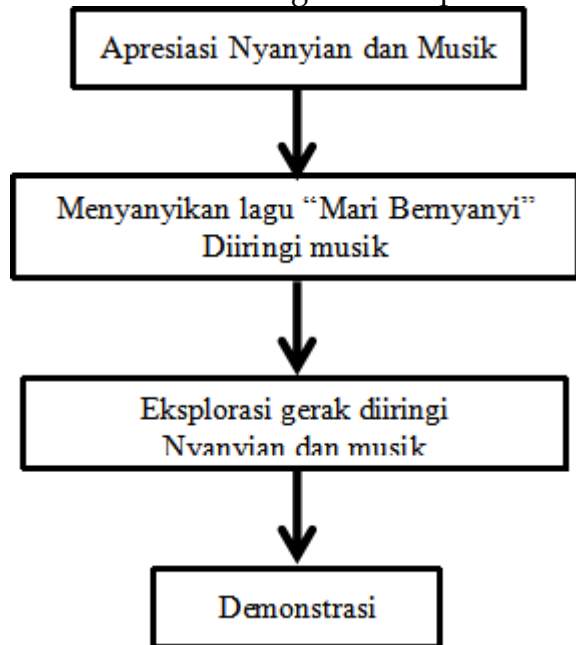 Apresiasi Nyanyian dan Musik
Menyanyikan lagu “Mari Bernyanyi”
Diiringi musik
Eksplorasi gerak diiringi
Nyanyian dan musik
Demonstrasi